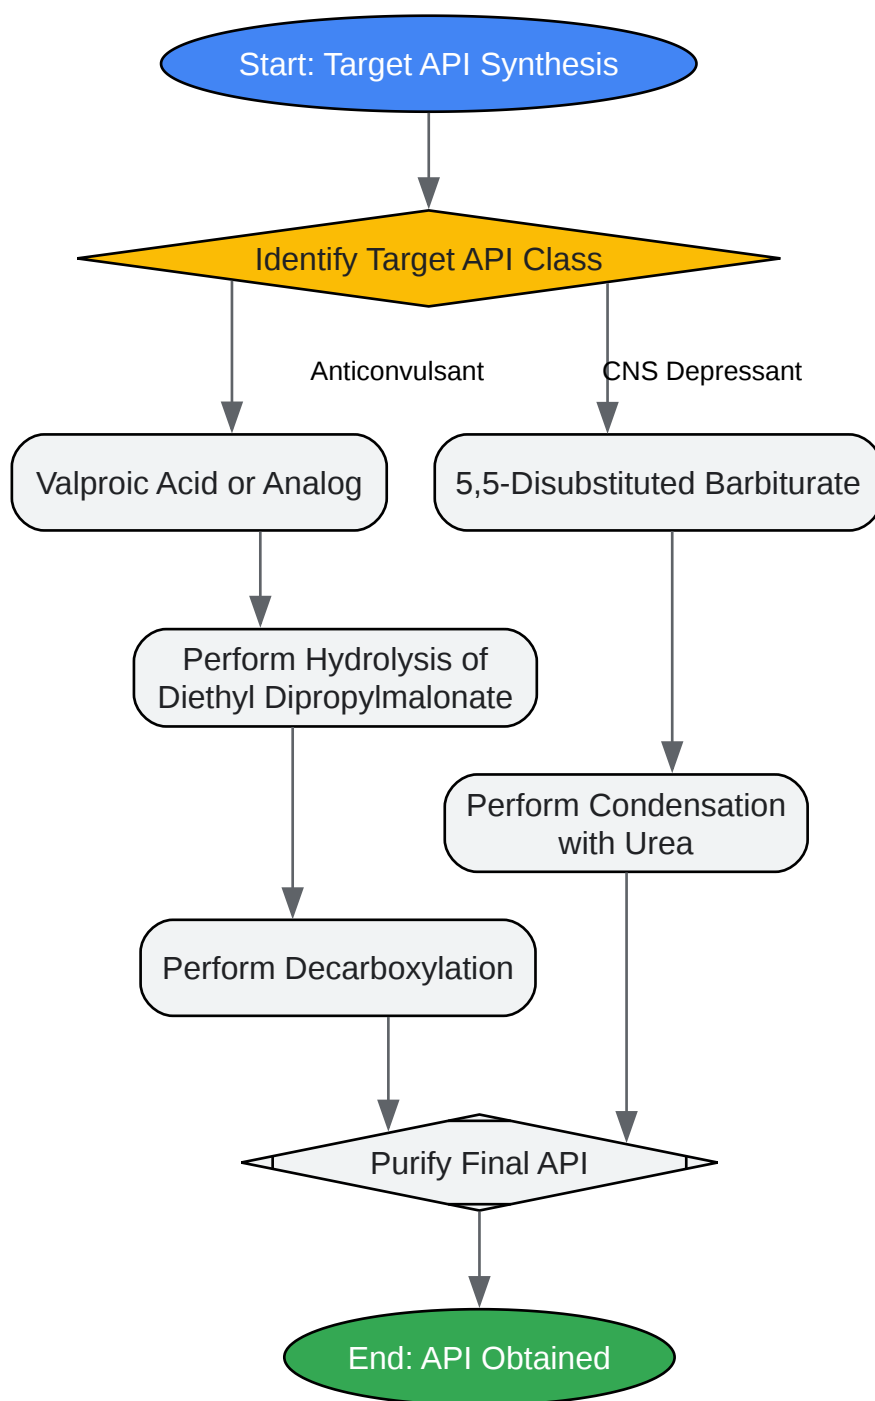 Start: Target API Synthesis
Identify Target API Class
Anticonvulsant
CNS Depressant
Valproic Acid or Analog
5,5-Disubstituted Barbiturate
Perform Hydrolysis of
Diethyl Dipropylmalonate
Perform Condensation
with Urea
Perform Decarboxylation
Purify Final API
End: API Obtained